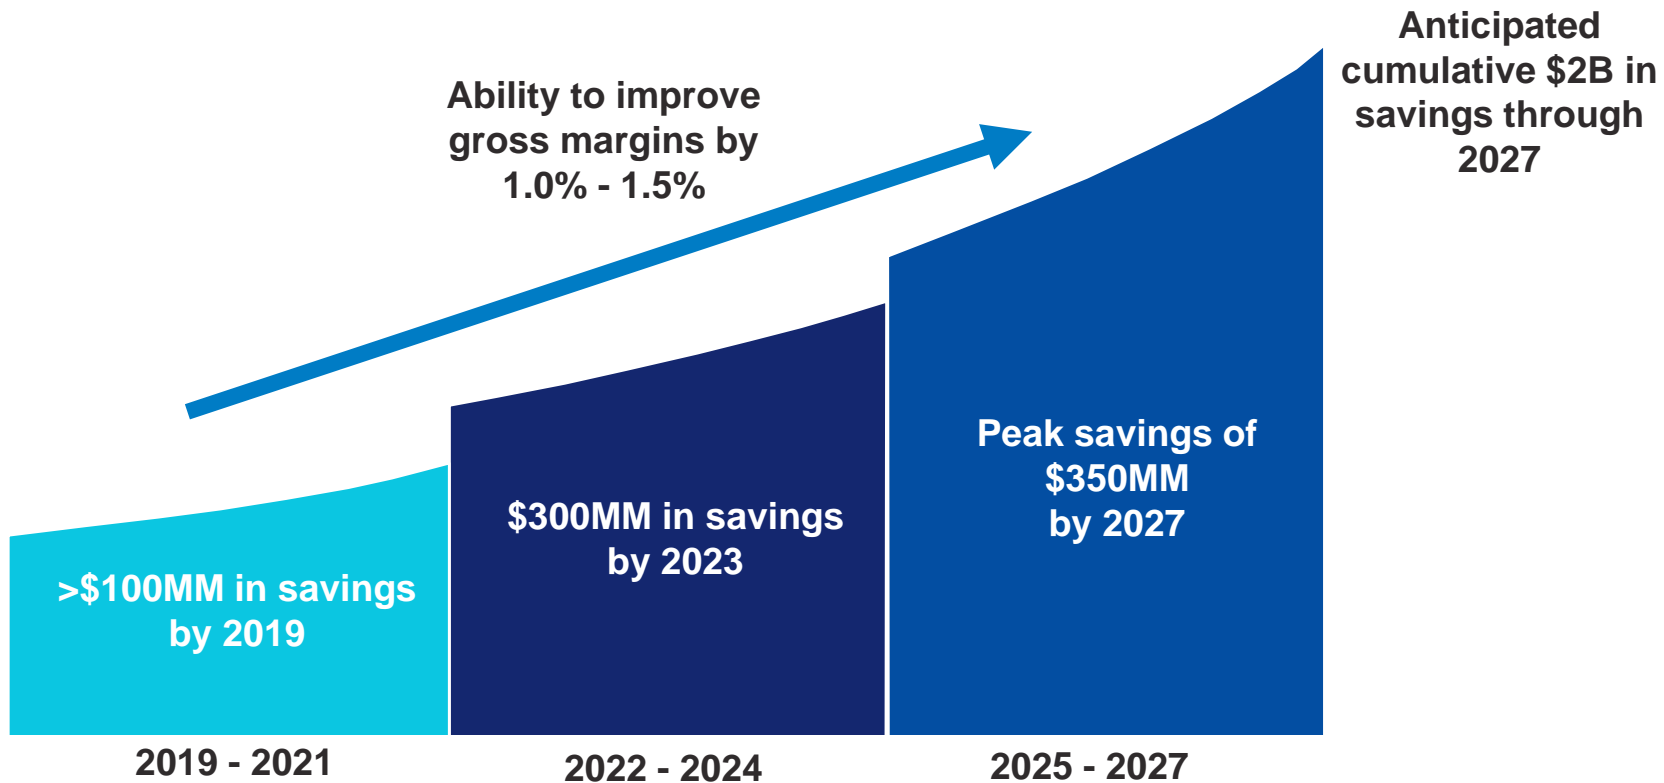 Anticipated
cumulative $2B in
savings through
2027
Ability to improve
gross margins by
1.0% - 1.5%
Peak savings of
$350MM
by 2027
$300MM in savings
by 2023
>$100MM in savings
by 2019
2019 - 2021
2022 - 2024
2025 - 2027